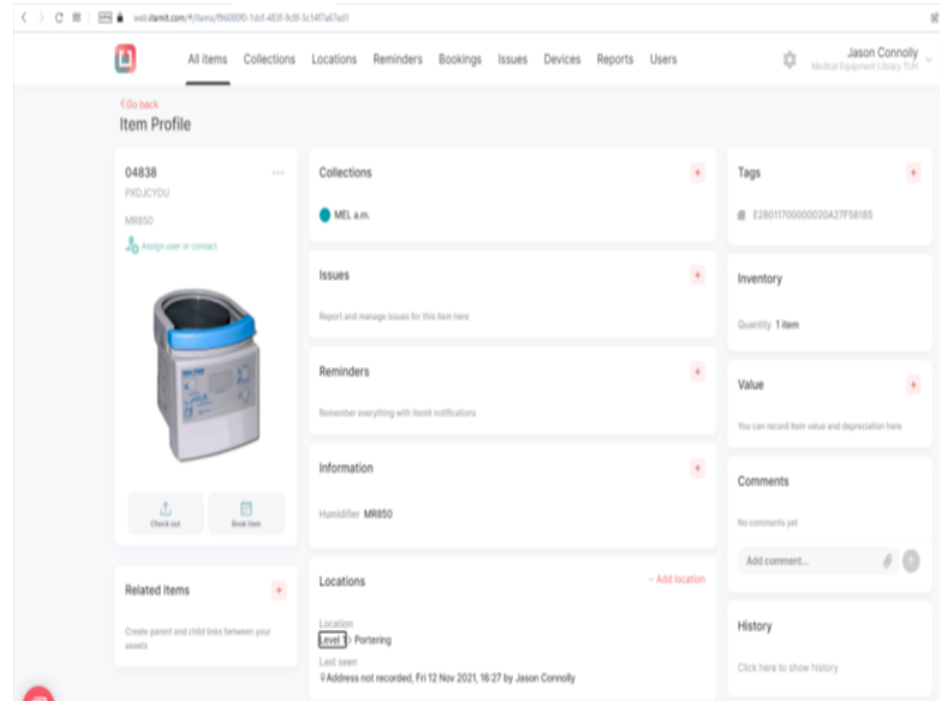 web.itamit.com/
All items Collections Locations Reminders Bookings Issues Devices Reports Users
Jason Connolly
Medical Equipment Library TUH
Go back
Item Profile
04838
PXDJCYDU
MR850
Assign user or contact
Check out
Book item
Related Items
Create parent and child links between your
assets
Collections
MEL a.m.
Issues
Report and manage issues for this item here
Reminders
Remember everything with itemit notifications
Information
Humidifier MR850
Locations
Add location
Location
Level 1 Portering
Last seen
Address not recorded, Fri 12 Nov 2021, 16:27 by Jason Connolly
Tags
E28011700000020A27F58185
Inventory
Quantity 1 item
Value
You can record item value and depreciation here
Comments
No comments yet
Add comment...
History
Click here to show history